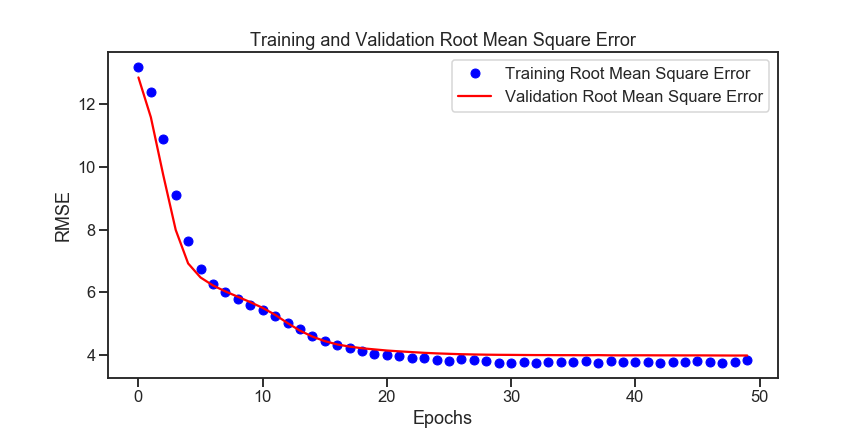 Training and Validation Root Mean Square Error
Training Root Mean Square Error
Validation Root Mean Square Error
RMSE
12
10
8
6
4
0 10 20 30 40 50
Epochs